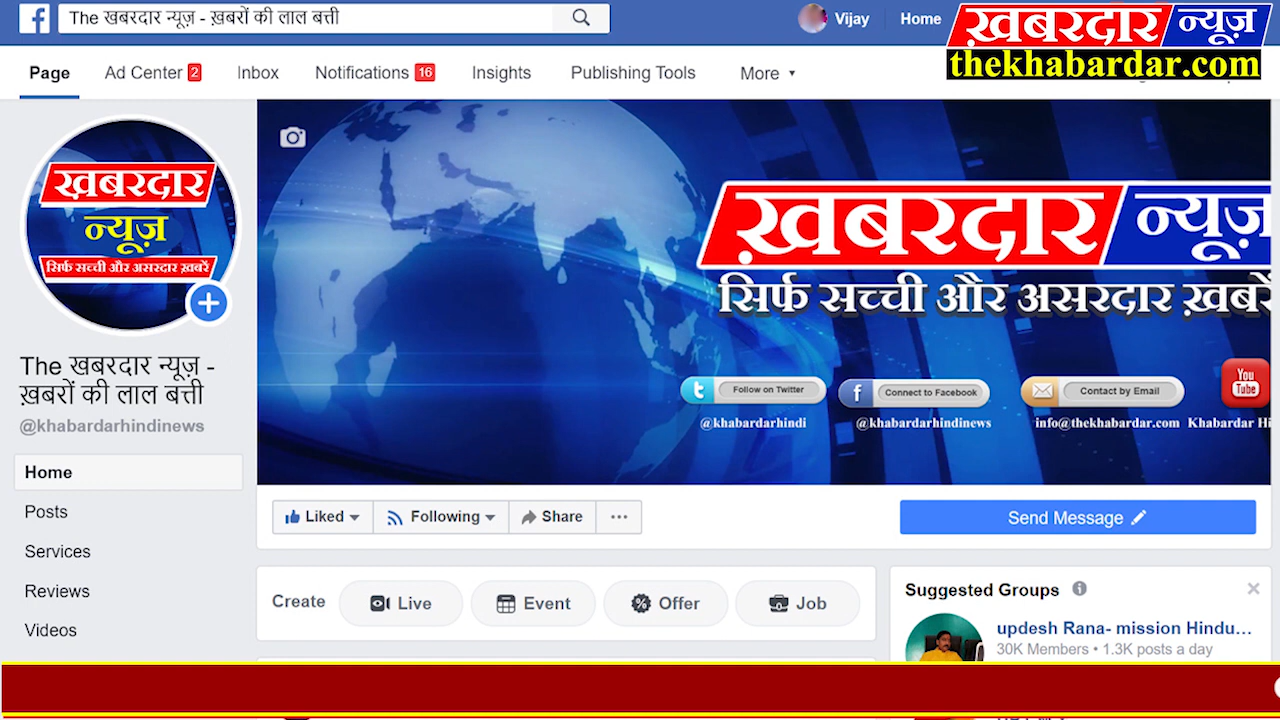 The खबरदार न्यूज़ - ख़बरों की लाल बत्ती
Vijay
Home
ख़बरदार न्यूज़
thekhabardar.com
Page
Ad Center 2
Inbox
Notifications 16
Insights
Publishing Tools
More
ख़बरदार
न्यूज़
सिर्फ सच्ची और असरदार ख़बरें
ख़बरदार न्यूज़
सिर्फ सच्ची और असरदार ख़बरें
Follow on Twitter
Connect to Facebook
Contact by Email
You Tube
@khabardarhindi
@khabardarhindinews
info@thekhabardar.com
Khabardar Hi
The खबरदार न्यूज़ -
ख़बरों की लाल बत्ती
@khabardarhindinews
Home
Posts
Services
Reviews
Videos
Liked
Following
Share
Send Message
Create
Live
Event
Offer
Job
Suggested Groups
updesh Rana- mission Hindu…
30K Members • 1.3K posts a day